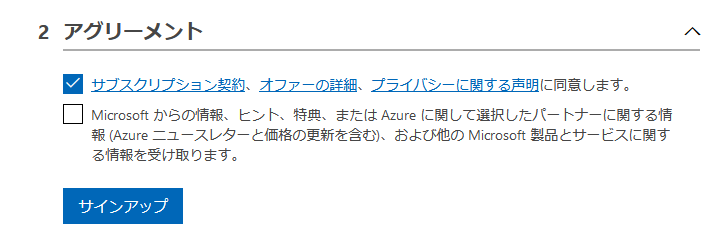 2 アグリーメント
サブスクリプション契約、オファーの詳細、プライバシーに関する声明に同意します。
Microsoft からの情報、ヒント、特典、または Azure に関して選択したパートナーに関する情
報 (Azure ニュースレターと価格の更新を含む)、および他の Microsoft 製品とサービスに関す
る情報を受け取ります。
サインアップ